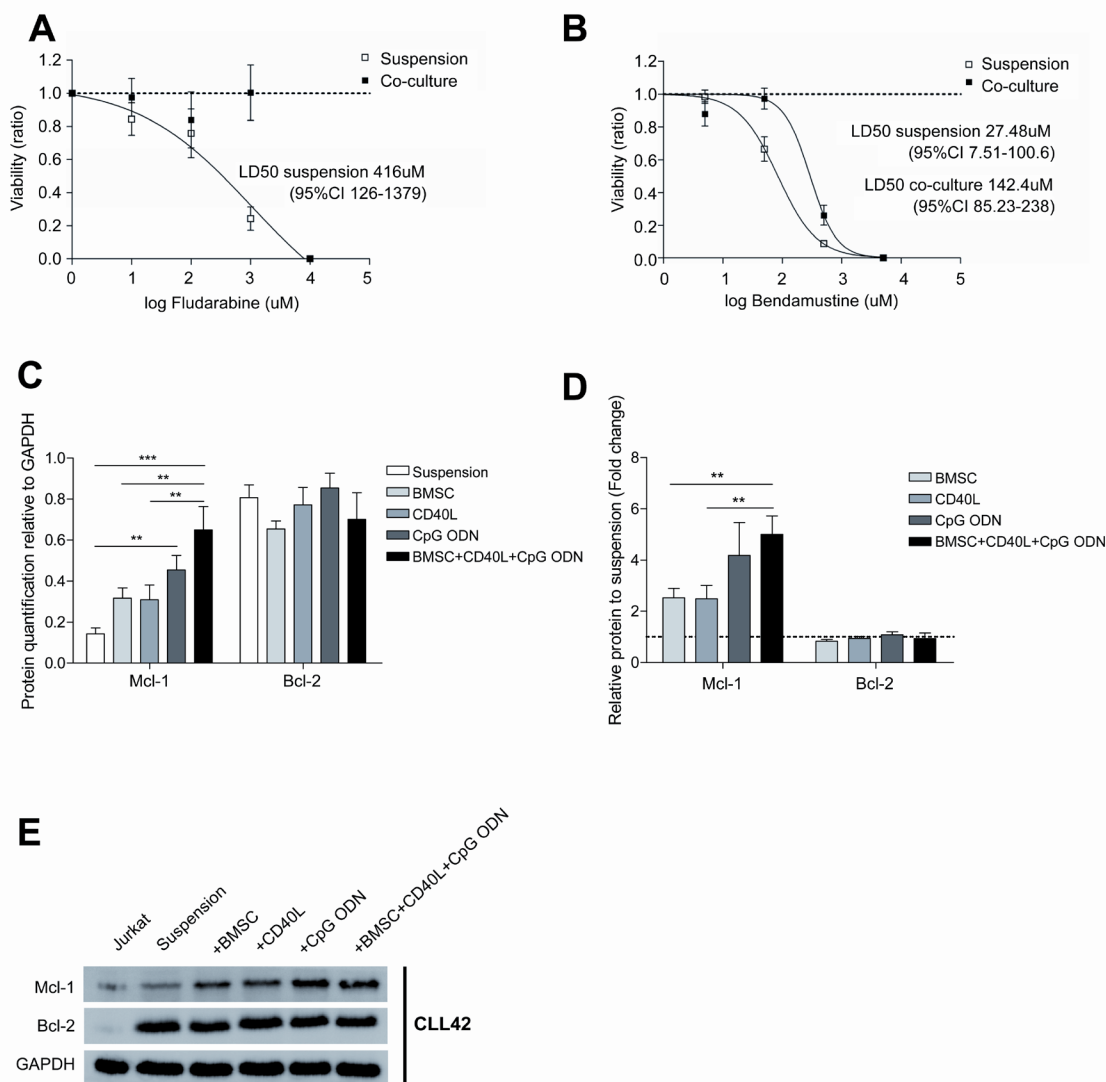 A
Suspension
Co-culture
1.2
1.0
0.8
0.6
0.4
0.2
0.0
Viability (ratio)
LD50 suspension 416uM
(95%CI 126-1379)
0 1 2 3 4 5
log Fludarabine (uM)
B
Suspension
Co-culture
1.2
1.0
0.8
0.6
0.4
0.2
0.0
Viability (ratio)
LD50 suspension 27.48uM
(95%CI 7.51-100.6)
LD50 co-culture 142.4uM
(95%CI 85.23-238)
0 1 2 3 4 5
log Bendamustine (uM)
C
Protein quantification relative to GAPDH
1.0
0.8
0.6
0.4
0.2
0.0
***
**
**
**
Suspension
BMSC
CD40L
CpG ODN
BMSC+CD40L+CpG ODN
Mcl-1 Bcl-2
D
Relative protein to suspension (Fold change)
8
6
4
2
0
**
**
BMSC
CD40L
CpG ODN
BMSC+CD40L+CpG ODN
Mcl-1 Bcl-2
E
Jurkat
Suspension
+BMSC
+CD40L
+CpG ODN
+BMSC+CD40L+CpG ODN
Mcl-1
Bcl-2
GAPDH
CLL42